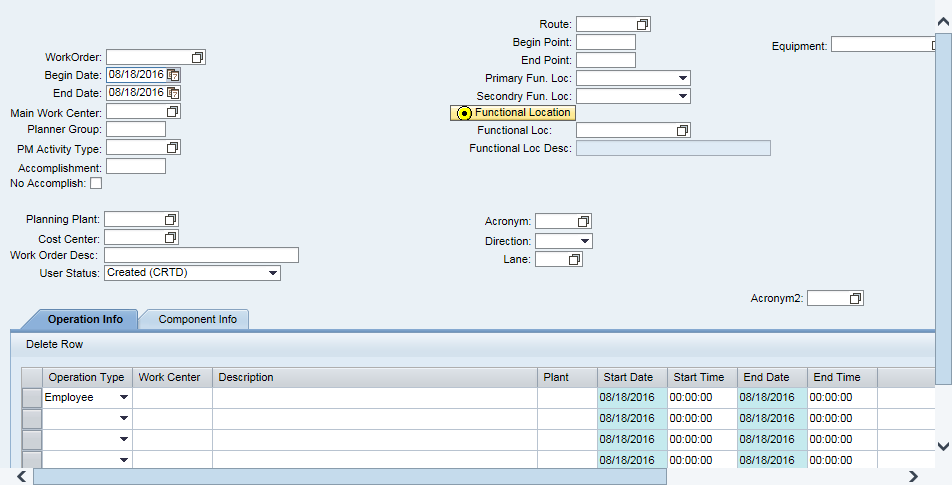 Route:
Begin Point:
Equipment:
WorkOrder:
End Point:
Begin Date: 08/18/2016
Primary Fun. Loc:
End Date: 08/18/2016
Secondry Fun. Loc:
Main Work Center:
Functional Location
Planner Group:
Functional Loc:
PM Activity Type:
Functional Loc Desc:
Accomplishment:
No Accomplish:
Planning Plant:
Acronym:
Cost Center:
Direction:
Work Order Desc:
Lane:
User Status: Created (CRTD)
Acronym2:
Operation Info Component Info
Delete Row
Operation Type Work Center Description Plant Start Date Start Time End Date End Time
Employee 08/18/2016 00:00:00 08/18/2016 00:00:00
08/18/2016 00:00:00 08/18/2016 00:00:00
08/18/2016 00:00:00 08/18/2016 00:00:00
08/18/2016 00:00:00 08/18/2016 00:00:00